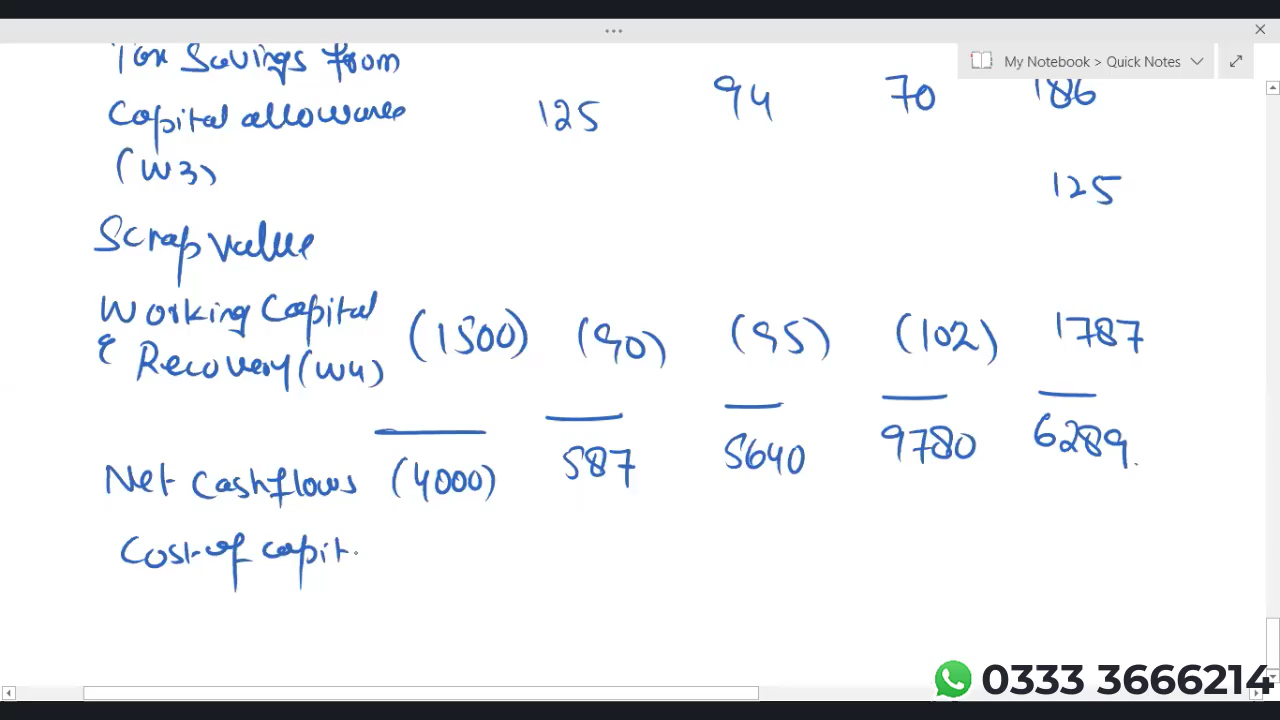 My Notebook > Quick Notes
Tax Savings from
Capital allowance 125 94 70 186
(W3)
125
Scrap value
Working Capital
& Recovery (W4) (1500) (90) (95) (102) 1787
Net Cashflows (4000) 587 5640 9780 6289
Cost of capit
0333 3666214